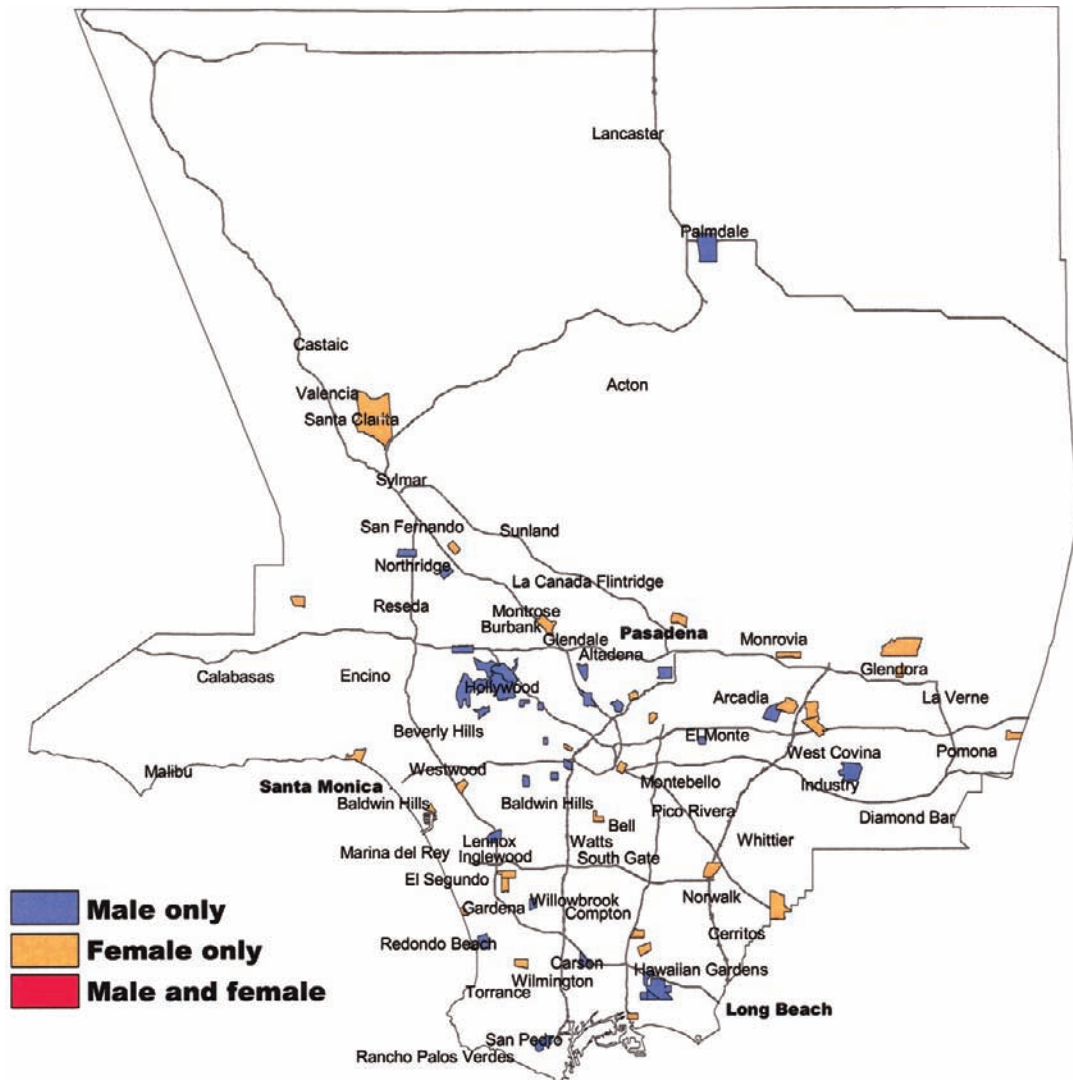 Lancaster
Palmdale
Castaic
Acton
Valencia
Santa Clarita
Sylmar
San Fernando
Sunland
Northridge
La Canada Flintridge
Reseda
Montrose
Burbank
Pasadena
Glendale
Monrovia
Altadena
Calabasas
Encino
Glendora
Hollywood
Arcadia
La Verne
Beverly Hills
El Monte
West Covina
Pomona
Malibu
Westwood
Santa Monica
Montebello
Industry
Baldwin Hills
Baldwin Hills
Pico Rivera
Diamond Bar
Bell
Lennox
Watts
Whittier
Marina del Rey
Inglewood
South Gate
El Segundo
Norwalk
Gardena
Willowbrook
Compton
Cerritos
Redondo Beach
Carson
Hawaiian Gardens
Wilmington
Torrance
Long Beach
San Pedro
Rancho Palos Verdes
Male only
Female only
Male and female